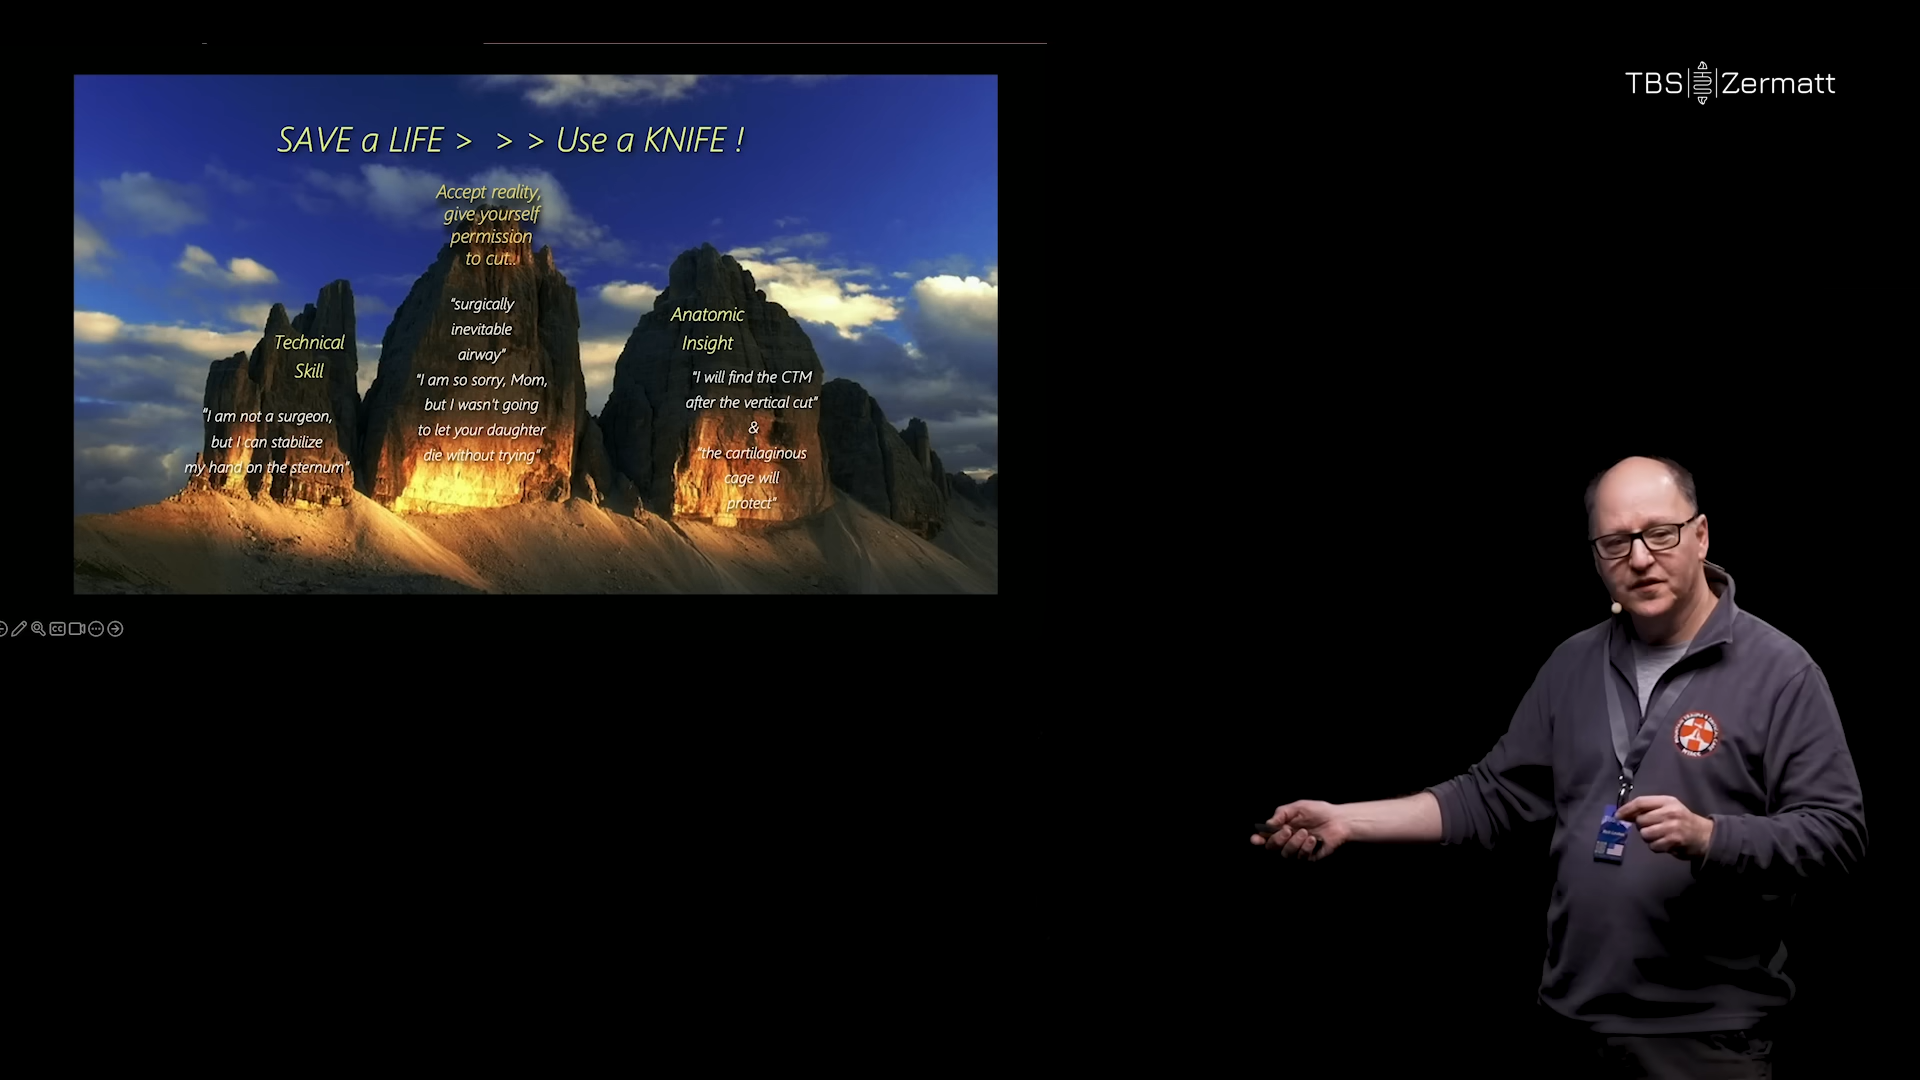 TBS Zermatt
SAVE a LIFE > > > Use a KNIFE !
Accept reality,
give yourself
permission
to cut..
"surgically
inevitable
airway"
"I am so sorry, Mom,
but I wasn't going
to let your daughter
die without trying"
Technical
Skill
"I am not a surgeon,
but I can stabilize
my hand on the sternum"
Anatomic
Insight
"I will find the CTM
after the vertical cut"
&
"the cartilaginous
cage will
protect"
CC